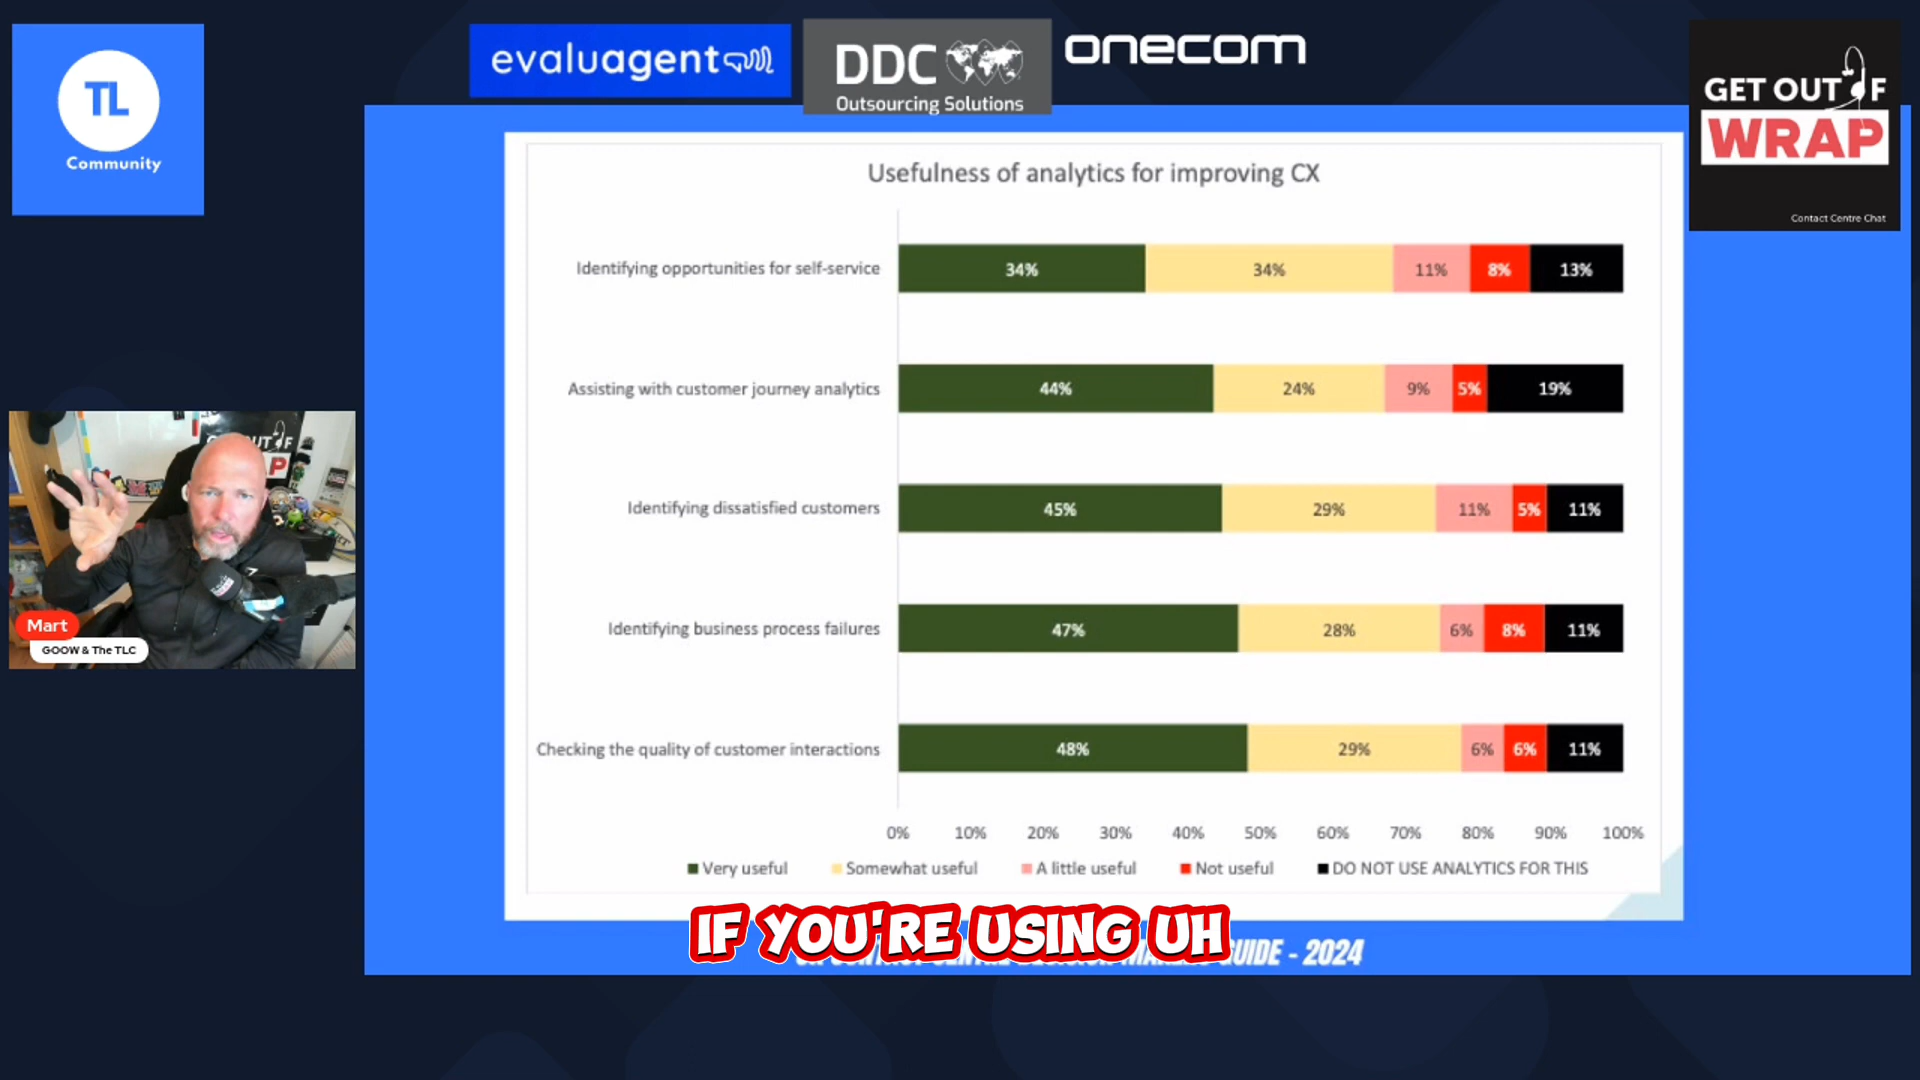 TL
Community
evaluagent
DDC
Outsourcing Solutions
onecom
GET OUT OF
WRAP
Contact Centre Chat
Usefulness of analytics for improving CX
Identifying opportunities for self-service 34% 34% 11% 8% 13%
Assisting with customer journey analytics 44% 24% 9% 5% 19%
Identifying dissatisfied customers 45% 29% 11% 5% 11%
Identifying business process failures 47% 28% 6% 8% 11%
Checking the quality of customer interactions 48% 29% 6% 6% 11%
0% 10% 20% 30% 40% 50% 60% 70% 80% 90% 100%
Very useful Somewhat useful A little useful Not useful DO NOT USE ANALYTICS FOR THIS
Mart
GOOW & The TLC
IF YOU'RE USING UH
GUIDE - 2024